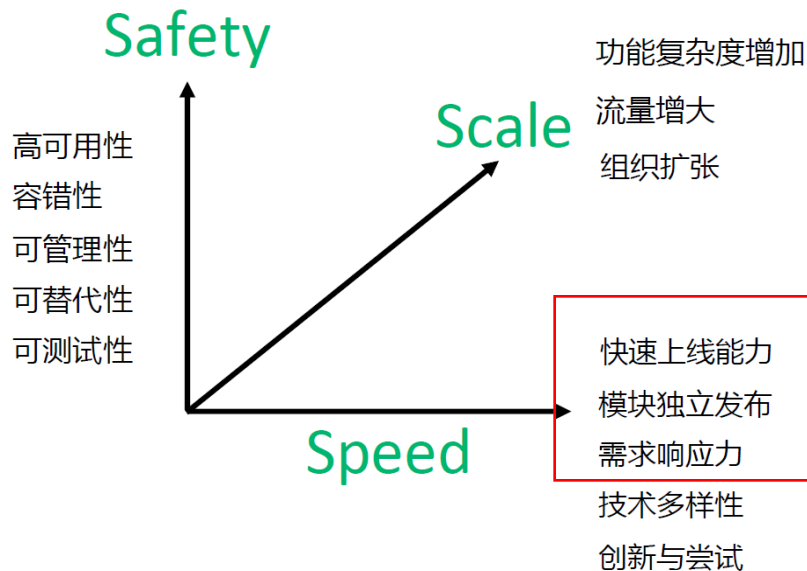 Safety
高可用性
容错性
可管理性
可替代性
可测试性
Scale
功能复杂度增加
流量增大
组织扩张
Speed
快速上线能力
模块独立发布
需求响应力
技术多样性
创新与尝试